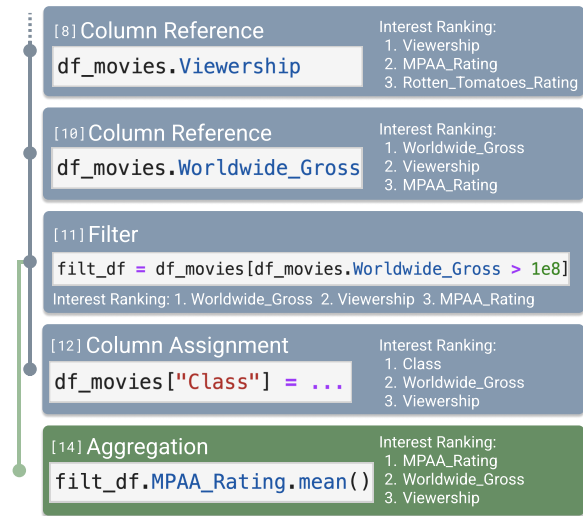 [8] Column Reference
df_movies.Viewership
Interest Ranking:
1. Viewership
2. MPAA_Rating
3. Rotten_Tomatoes_Rating
[10] Column Reference
df_movies.Worldwide_Gross
Interest Ranking:
1. Worldwide_Gross
2. Viewership
3. MPAA_Rating
[11] Filter
filt_df = df_movies[df_movies.Worldwide_Gross > 1e8]
Interest Ranking: 1. Worldwide_Gross 2. Viewership 3. MPAA_Rating
[12] Column Assignment
df_movies["Class"] = ...
Interest Ranking:
1. Class
2. Worldwide_Gross
3. Viewership
[14] Aggregation
filt_df.MPAA_Rating.mean()
Interest Ranking:
1. MPAA_Rating
2. Worldwide_Gross
3. Viewership